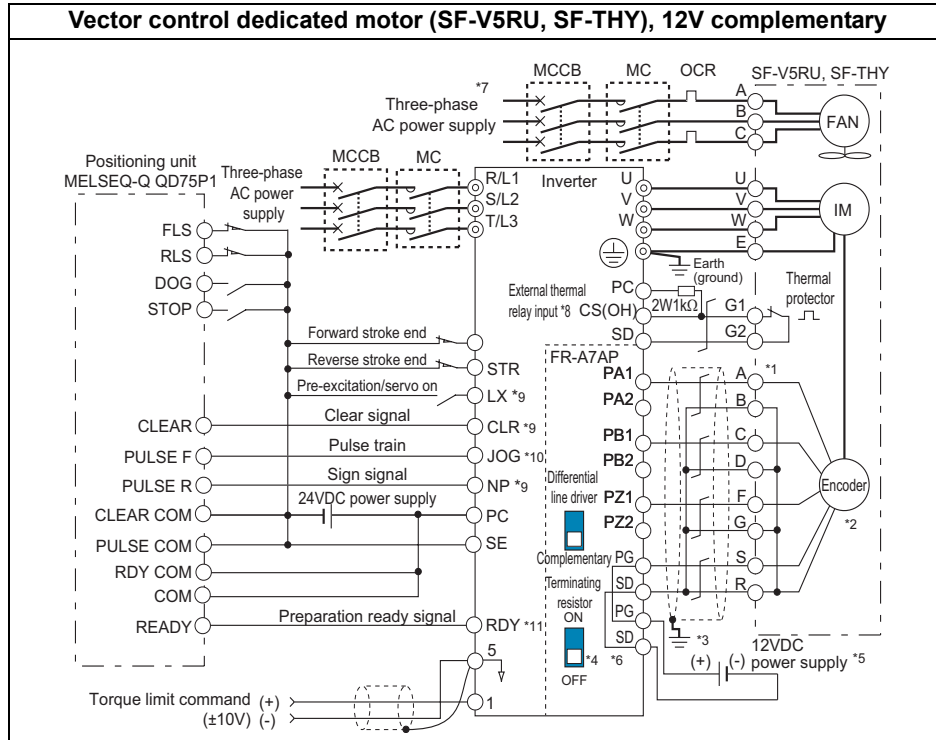 Vector control dedicated motor (SF-V5RU, SF-THY), 12V complementary
MCCB MC OCR SF-V5RU, SF-THY
*7
Three-phase
AC power supply
A
B
C
FAN
Positioning unit
MELSEQ-Q QD75P1
Three-phase
AC power
supply
MCCB MC
R/L1
S/L2
T/L3
Inverter
U
V
W
U
V
W
E
IM
Earth
(ground)
FLS
RLS
DOG
STOP
External thermal
relay input *8
PC
CS(OH)
SD
2W1kΩ
G1
G2
Thermal
protector
Forward stroke end
Reverse stroke end
STR
Pre-excitation/servo on
LX *9
CLEAR
Clear signal
CLR *9
PULSE F
Pulse train
JOG *10
PULSE R
Sign signal
NP *9
CLEAR COM
24VDC power supply
PC
PULSE COM
SE
RDY COM
COM
READY
Preparation ready signal
RDY *11
5
1
Torque limit command (+)
(±10V) (-)
FR-A7AP
PA1
PA2
PB1
PB2
PZ1
PZ2
PG
SD
PG
SD
Differential
line driver
Complementary
Terminating
resistor
ON
*4
OFF
*6
A
*1
B
C
D
F
G
S
R
Encoder
*2
*3
12VDC
(+) (-) power supply *5